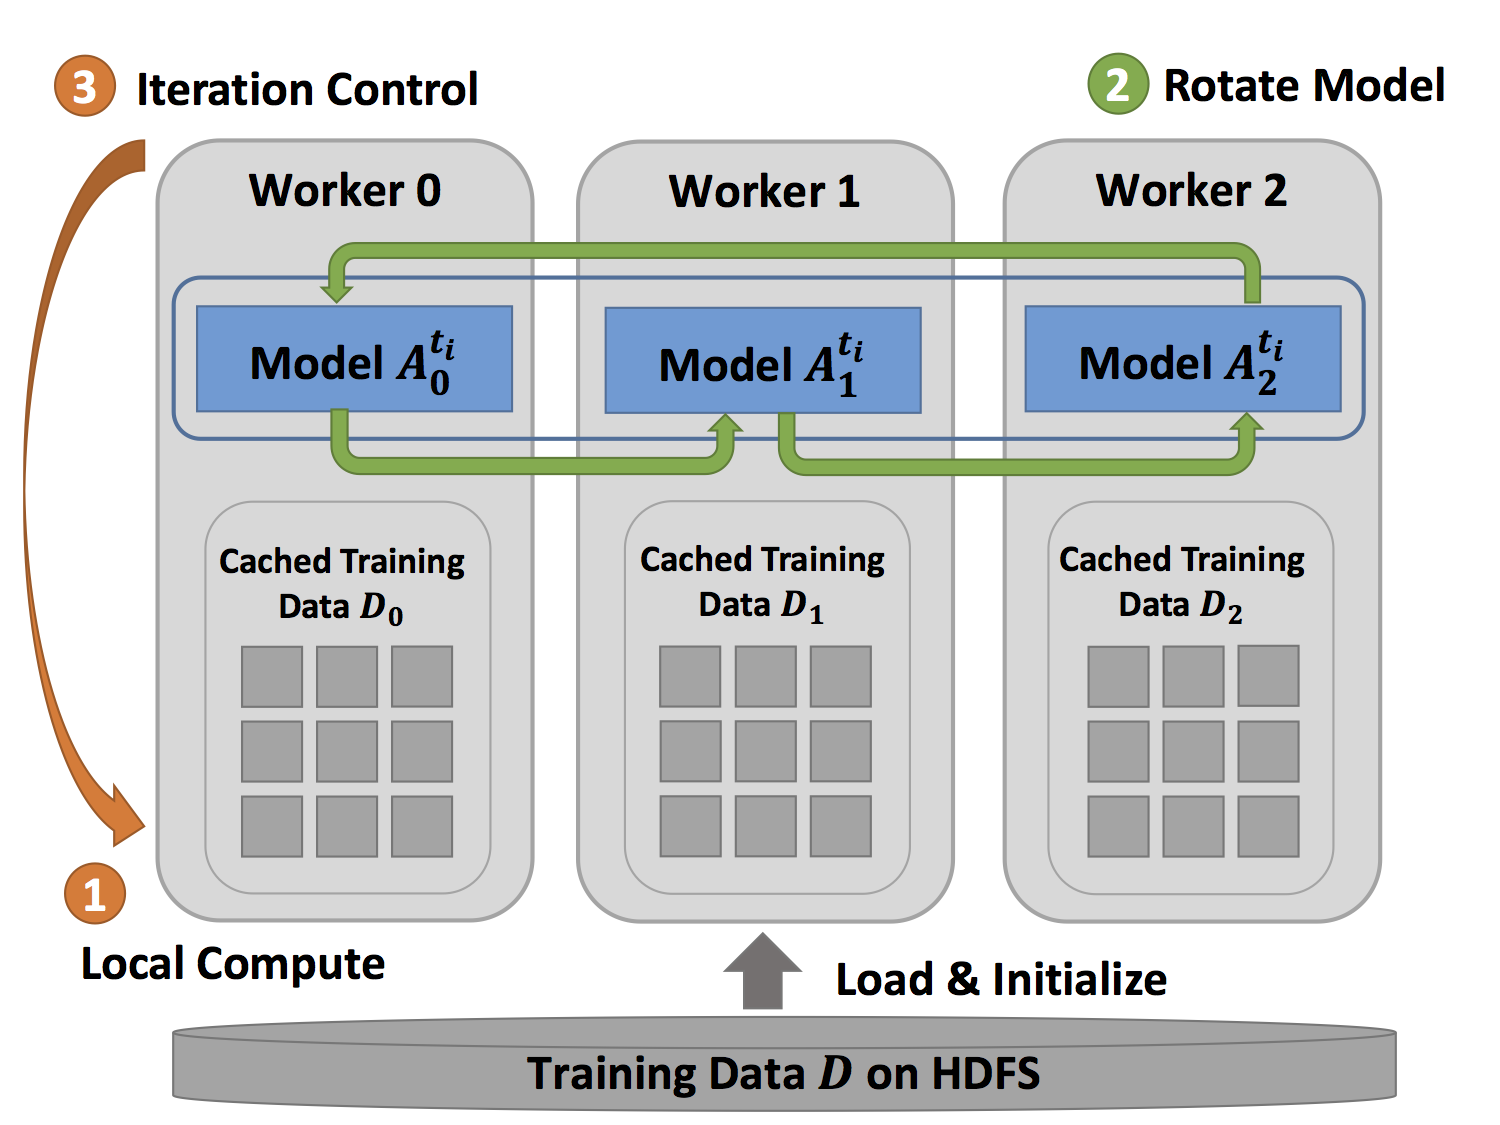 3 Iteration Control
2 Rotate Model
Worker 0
Worker 1
Worker 2
Model $A_0^{t_i}$
Model $A_1^{t_i}$
Model $A_2^{t_i}$
Cached Training
Data $D_0$
Cached Training
Data $D_1$
Cached Training
Data $D_2$
1
Local Compute
Load & Initialize
Training Data $D$ on HDFS